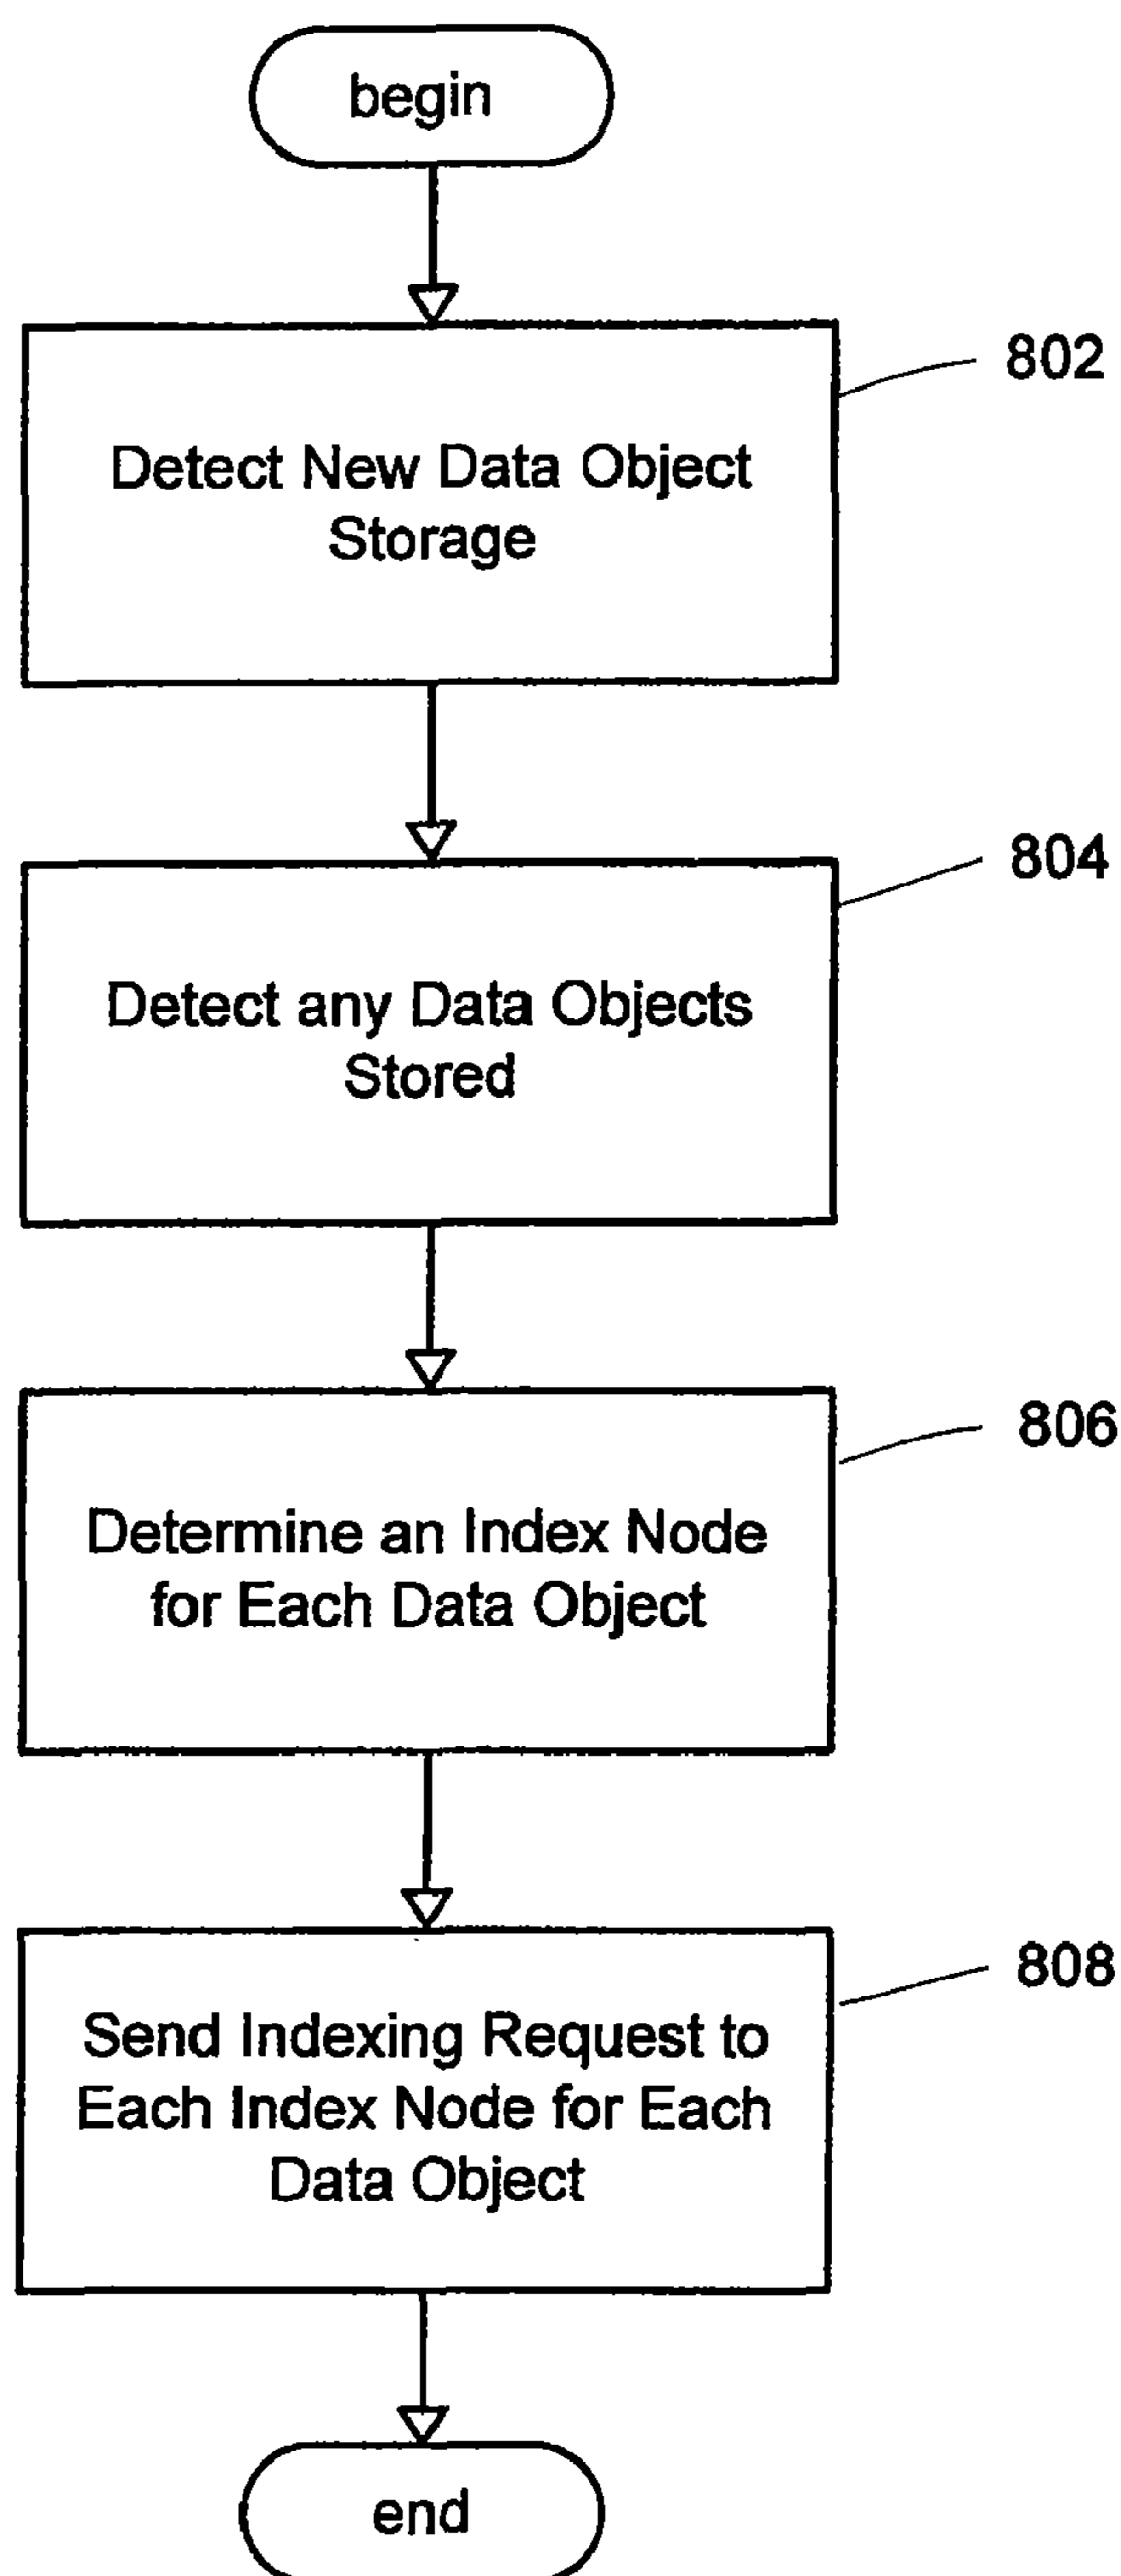 begin
802
Detect New Data Object
Storage
804
Detect any Data Objects
Stored
806
Determine an Index Node
for Each Data Object
808
Send Indexing Request to
Each Index Node for Each
Data Object
end